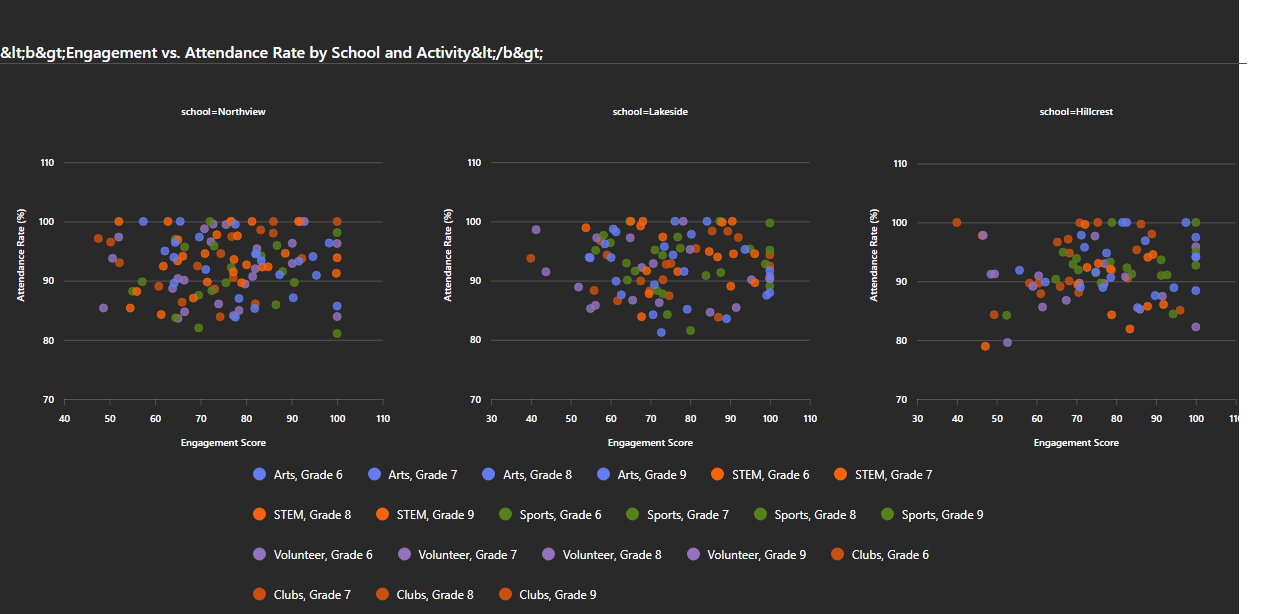 &lt;b&gt;Engagement vs. Attendance Rate by School and Activity&lt;/b&gt;
school=Northview
school=Lakeside
school=Hillcrest
110
100
90
80
70
Attendance Rate (%)
40 50 60 70 80 90 100 110
Engagement Score
110
100
90
80
70
Attendance Rate (%)
30 40 50 60 70 80 90 100 110
Engagement Score
110
100
90
80
70
Attendance Rate (%)
30 40 50 60 70 80 90 100 11
Engagement Score
Arts, Grade 6 Arts, Grade 7 Arts, Grade 8 Arts, Grade 9 STEM, Grade 6 STEM, Grade 7
STEM, Grade 8 STEM, Grade 9 Sports, Grade 6 Sports, Grade 7 Sports, Grade 8 Sports, Grade 9
Volunteer, Grade 6 Volunteer, Grade 7 Volunteer, Grade 8 Volunteer, Grade 9 Clubs, Grade 6
Clubs, Grade 7 Clubs, Grade 8 Clubs, Grade 9